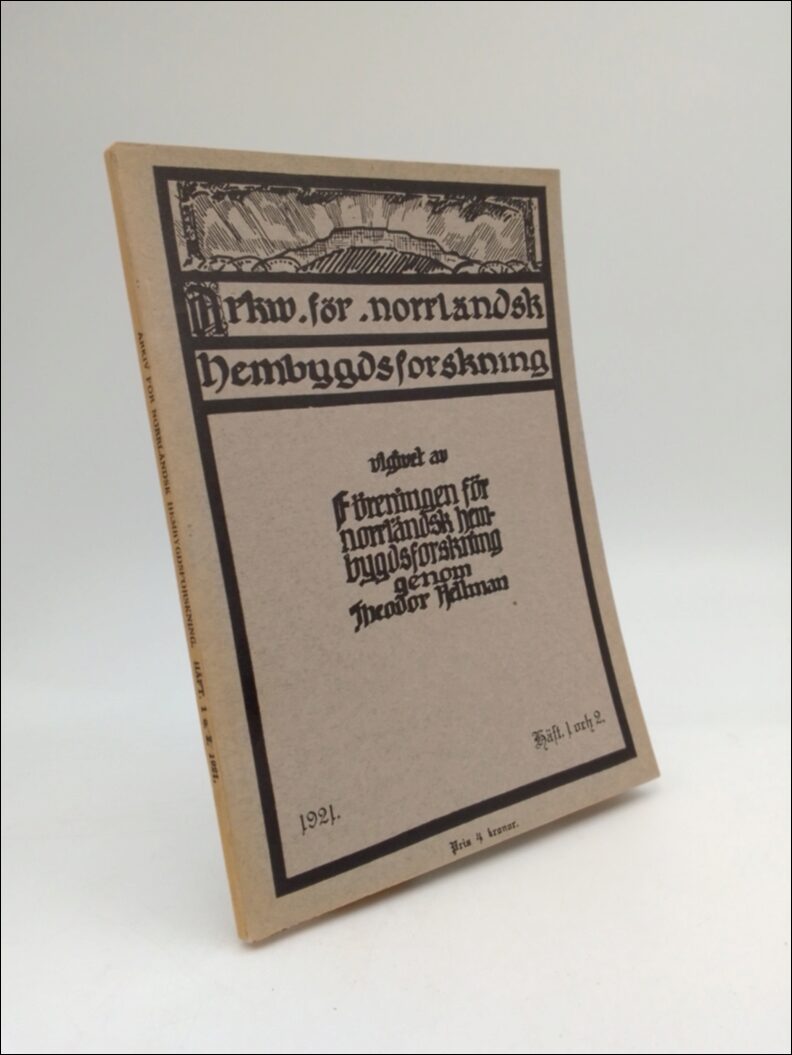 Arkiv. för. norrländsk
hembygdsforskning
utgivet av
Föreningen för
norrländsk hem-
bygdsforskning
genom
Theodor Hellman
Häft. 1 och 2.
1921.
Pris 4 kronor.
ARKIV FÖR NORRLÄNDSK HEMBYGDSFORSKNING. HÄFT. 1 o. 2. 1921.